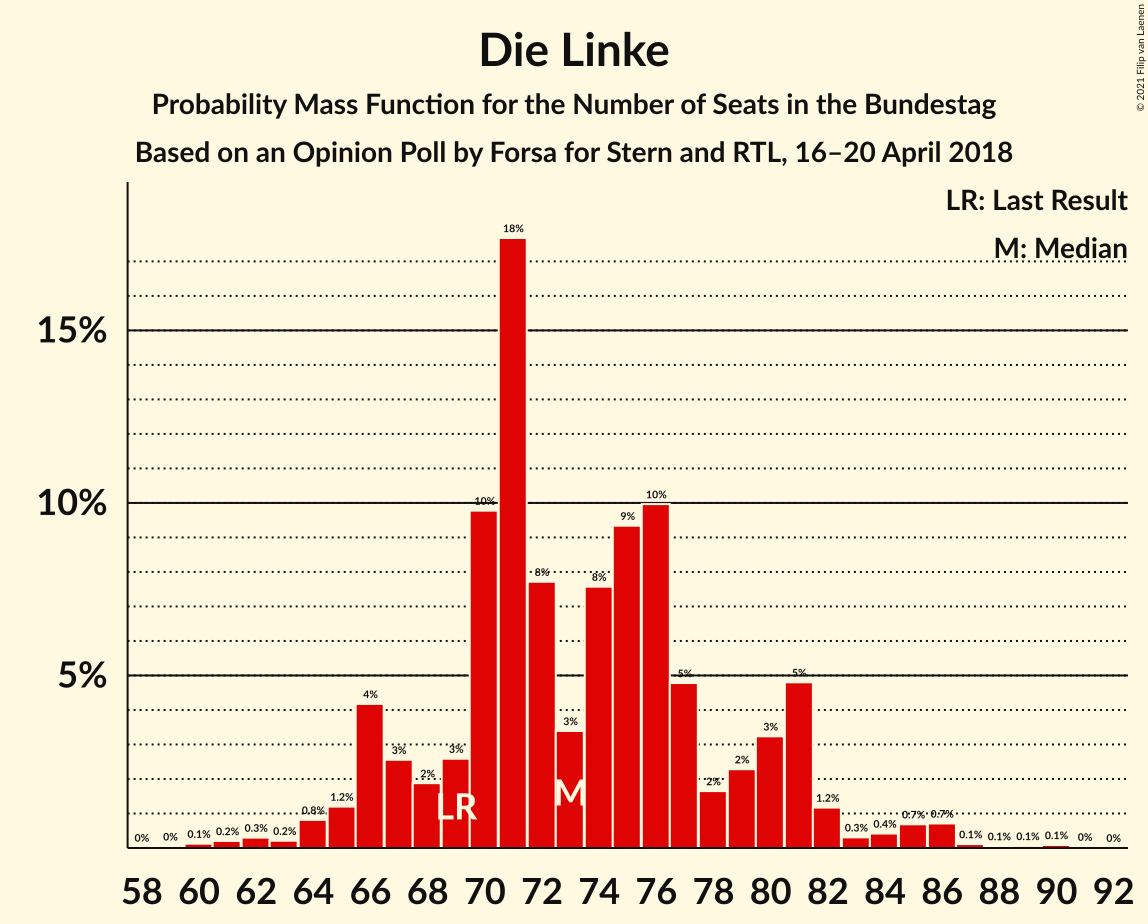 Die Linke
Probability Mass Function for the Number of Seats in the Bundestag
Based on an Opinion Poll by Forsa for Stern and RTL, 16–20 April 2018
© 2021 Filip van Laenen
LR: Last Result
M: Median
15%
10%
5%
0% 0% 0.1% 0.2% 0.3% 0.2% 0.8% 1.2% 4% 3% 2% 3% 10% 18% 8% 3% 8% 9% 10% 5% 2% 2% 3% 5% 1.2% 0.3% 0.4% 0.7% 0.7% 0.1% 0.1% 0.1% 0.1% 0% 0%
LR M
58 60 62 64 66 68 70 72 74 76 78 80 82 84 86 88 90 92